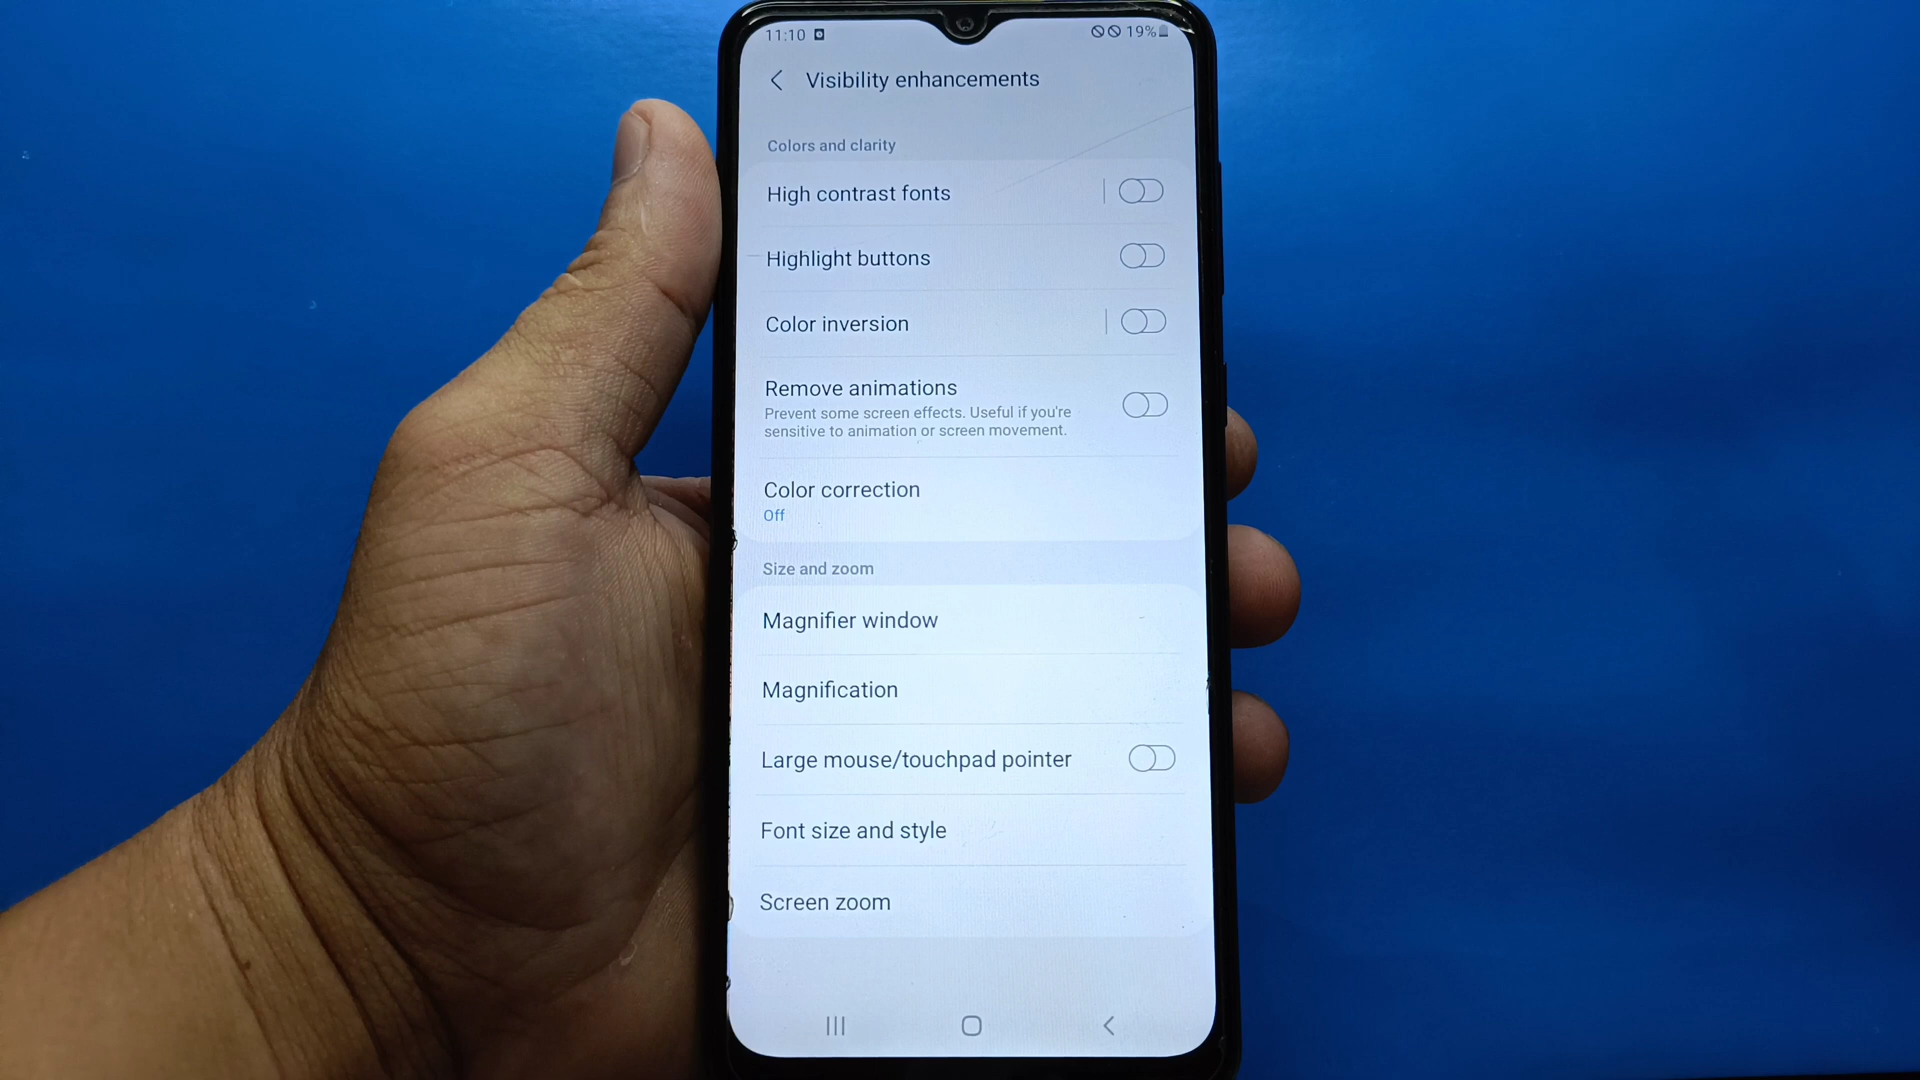 11:10
19%
Visibility enhancements
Colors and clarity
High contrast fonts
Highlight buttons
Color inversion
Remove animations
Prevent some screen effects. Useful if you're
sensitive to animation or screen movement.
Color correction
Off
Size and zoom
Magnifier window
Magnification
Large mouse/touchpad pointer
Font size and style
Screen zoom